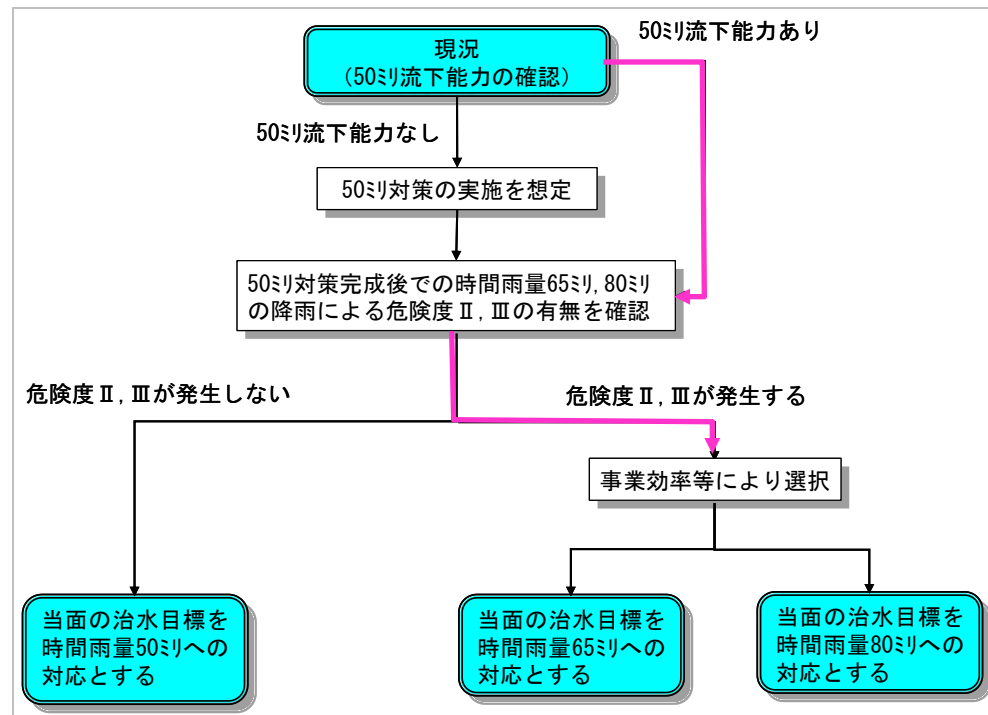 現況
（50ﾐﾘ流下能力の確認）
50ﾐﾘ流下能力あり
50ﾐﾘ流下能力なし
50ﾐﾘ対策の実施を想定
50ﾐﾘ対策完成後での時間雨量65ﾐﾘ,80ﾐﾘ
の降雨による危険度Ⅱ,Ⅲの有無を確認
危険度Ⅱ,Ⅲが発生しない
危険度Ⅱ,Ⅲが発生する
事業効率等により選択
当面の治水目標を
時間雨量50ﾐﾘへの
対応とする
当面の治水目標を
時間雨量65ﾐﾘへの
対応とする
当面の治水目標を
時間雨量80ﾐﾘへの
対応とする